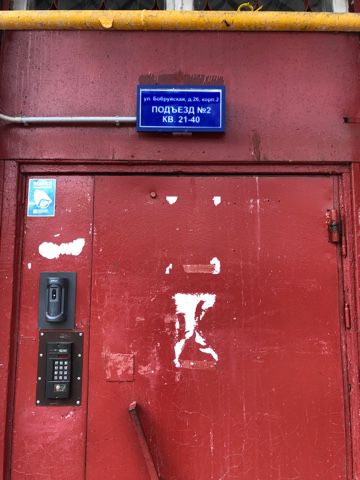 ул. Бобруйская, д.26, корп.2
ПОДЪЕЗД №2
КВ. 21-40